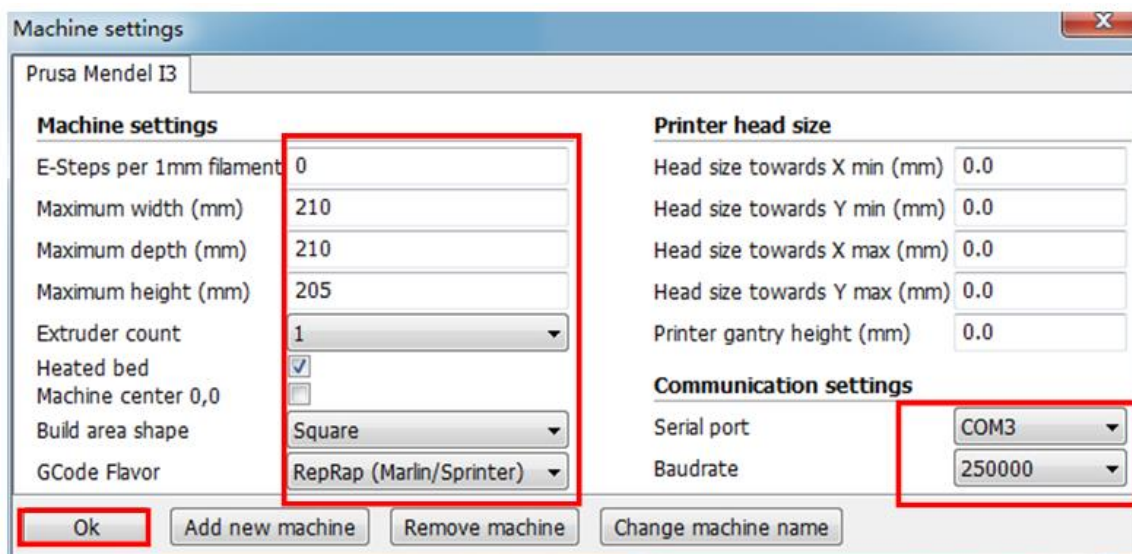 Machine settings
Prusa Mendel I3
Machine settings
E-Steps per 1mm filament 0
Maximum width (mm) 210
Maximum depth (mm) 210
Maximum height (mm) 205
Extruder count 1
Heated bed
Machine center 0,0
Build area shape Square
GCode Flavor RepRap (Marlin/Sprinter)
Printer head size
Head size towards X min (mm) 0.0
Head size towards Y min (mm) 0.0
Head size towards X max (mm) 0.0
Head size towards Y max (mm) 0.0
Printer gantry height (mm) 0.0
Communication settings
Serial port COM3
Baudrate 250000
Ok Add new machine Remove machine Change machine name